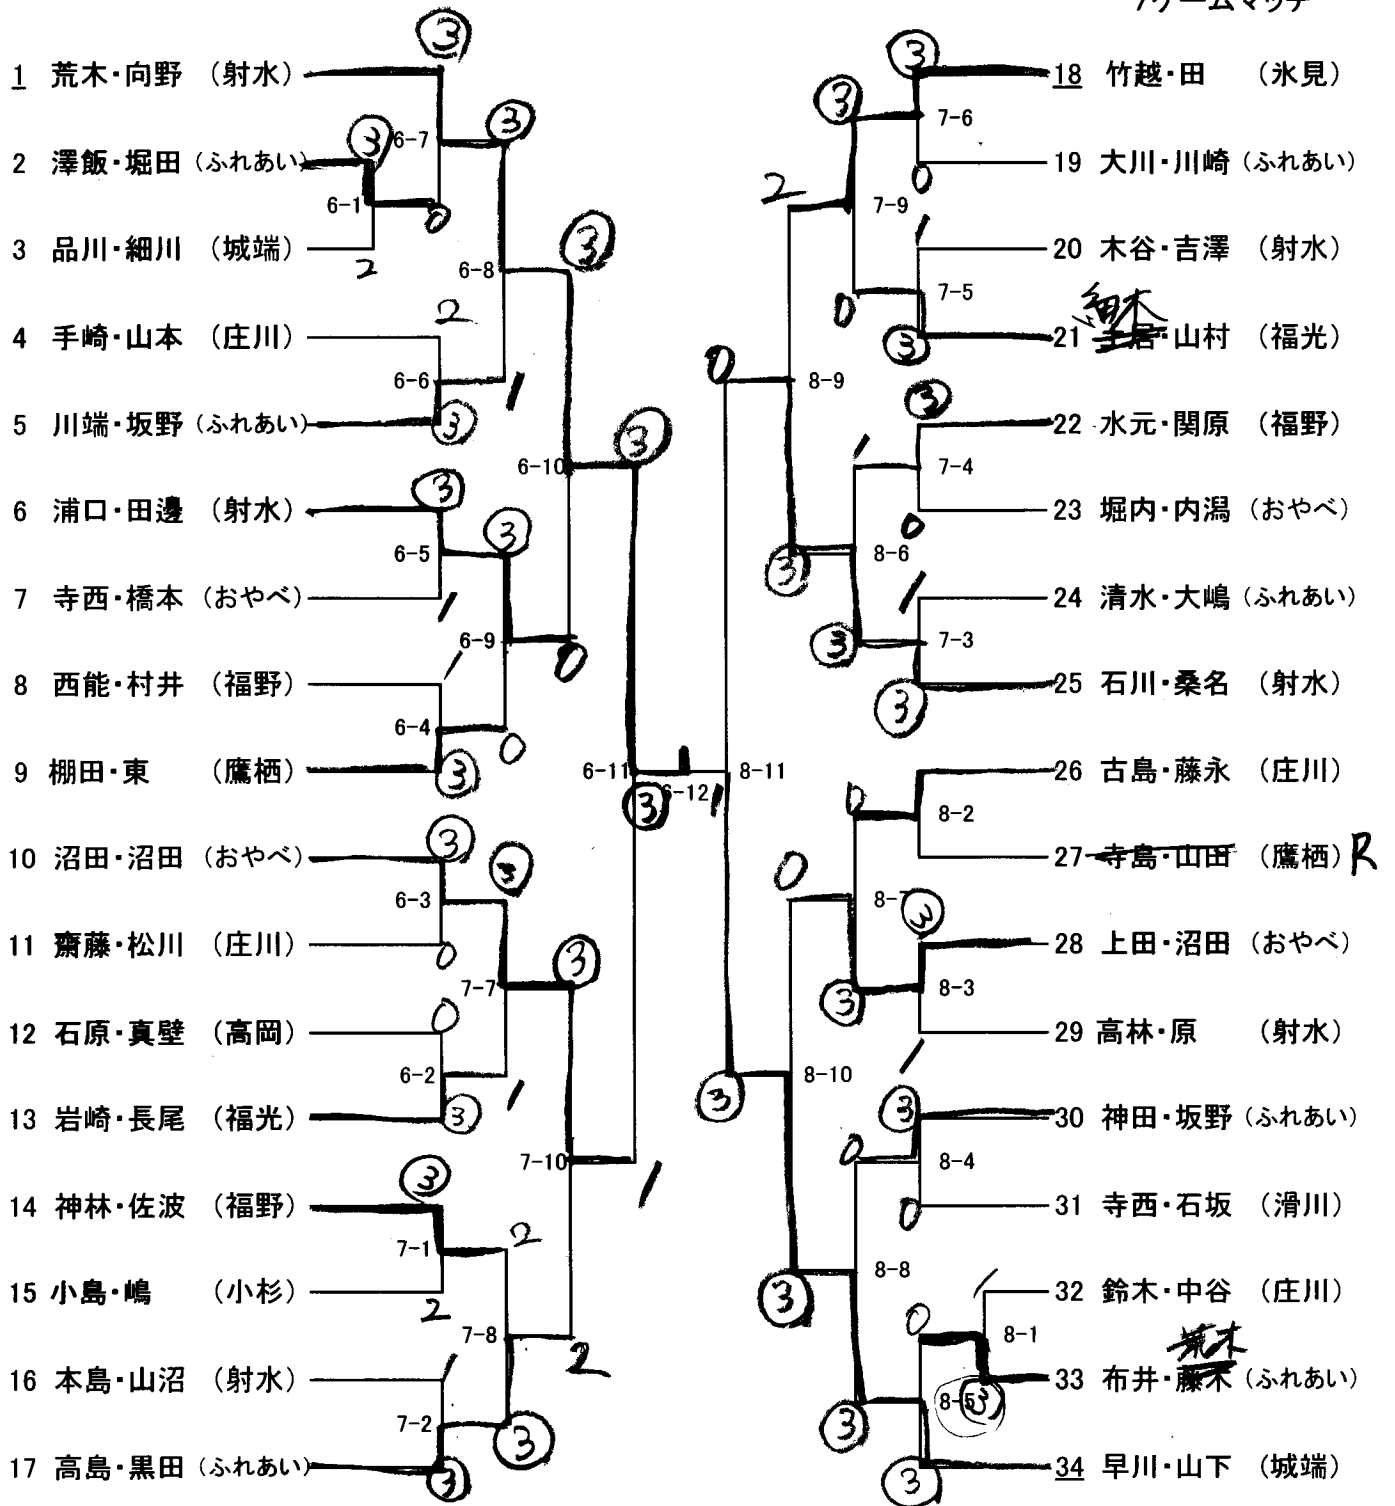 7ゲームマッチ
1 荒木・向野 (射水)
2 澤飯・堀田 (ふれあい)
3 品川・細川 (城端)
4 手崎・山本 (庄川)
5 川端・坂野 (ふれあい)
6 浦口・田邊 (射水)
7 寺西・橋本 (おやべ)
8 西能・村井 (福野)
9 棚田・東 (鷹栖)
10 沼田・沼田 (おやべ)
11 齋藤・松川 (庄川)
12 石原・真壁 (高岡)
13 岩崎・長尾 (福光)
14 神林・佐波 (福野)
15 小島・嶋 (小杉)
16 本島・山沼 (射水)
17 高島・黒田 (ふれあい)
③
③
6-7
③
6-1
0
2
6-8
③
2
6-6
1
③
6-10
③
③
6-5
③
1
6-9
0
1
6-4
0
③
6-11
③
6-12
1
③
③
6-3
0
7-7
③
0
6-2
1
③
7-10
1
③
7-1
2
2
7-8
2
1
7-2
③
③
③
③
7-6
0
2
7-9
1
7-5
0
③
0
8-9
③
1
7-4
0
③
8-6
1
7-3
③
③
8-11
0
8-2
0
8-7
③
8-3
③
1
③
8-10
③
0
8-4
0
③
8-8
1
0
8-1
8-5
③
③
③
18 竹越・田 (氷見)
19 大川・川崎 (ふれあい)
20 木谷・吉澤 (射水)
細木
21 土居・山村 (福光)
22 水元・関原 (福野)
23 堀内・内潟 (おやべ)
24 清水・大嶋 (ふれあい)
25 石川・桑名 (射水)
26 古島・藤永 (庄川)
27 寺島・山田 (鷹栖) R
28 上田・沼田 (おやべ)
29 高林・原 (射水)
30 神田・坂野 (ふれあい)
31 寺西・石坂 (滑川)
32 鈴木・中谷 (庄川)
荒木
33 布井・藤木 (ふれあい)
34 早川・山下 (城端)